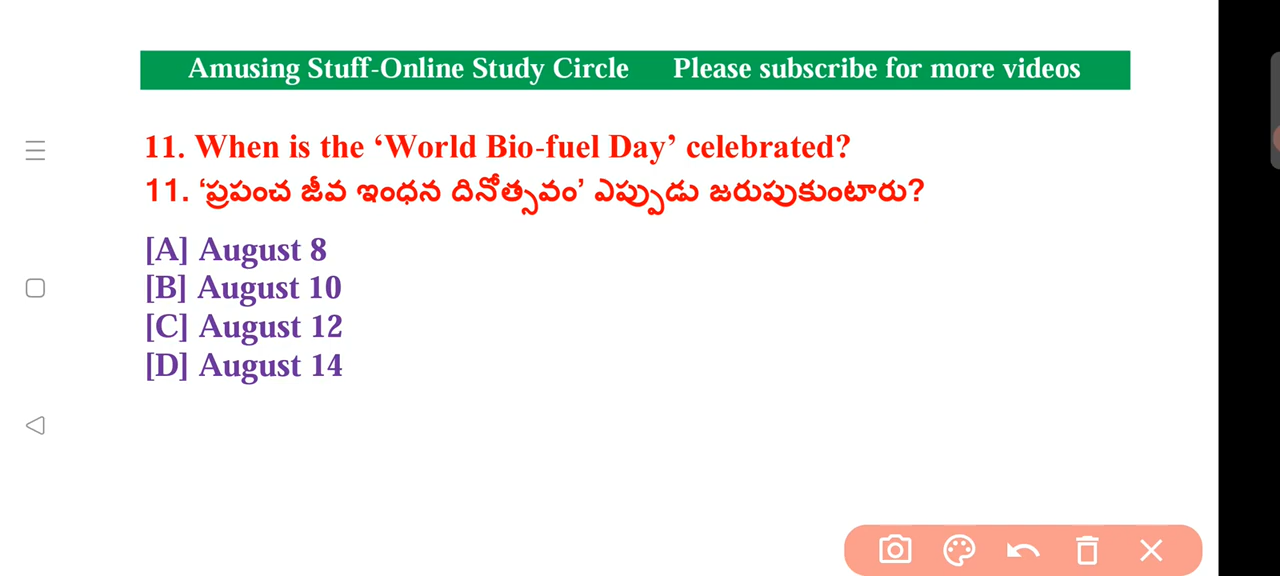 Amusing Stuff-Online Study Circle Please subscribe for more videos
11. When is the ‘World Bio-fuel Day’ celebrated?
11. ‘ప్రపంచ జీవ ఇంధన దినోత్సవం’ ఎప్పుడు జరుపుకుంటారు?
[A] August 8
[B] August 10
[C] August 12
[D] August 14